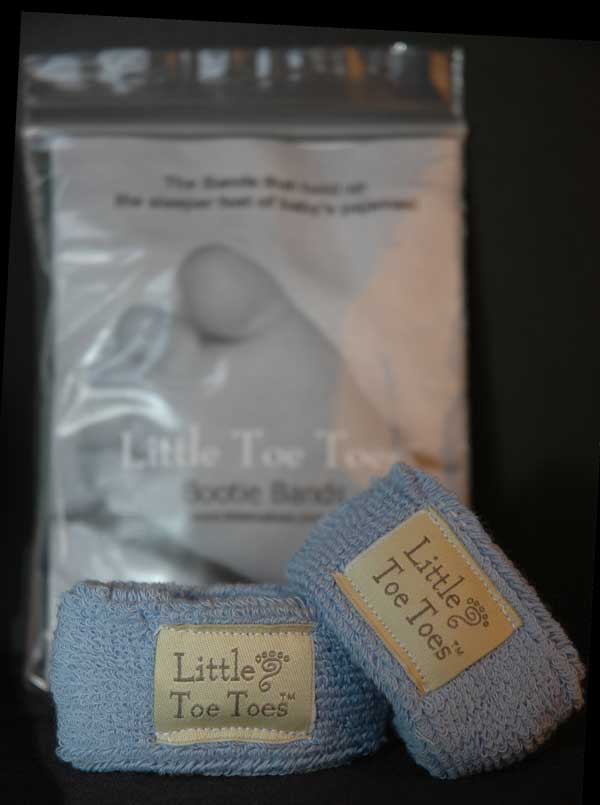 The Bands that hold on
the sleeper feet of baby's pajamas!
Little Toe Toes
Bootie Bands
Little
Toe Toes™
Little
Toe Toes™